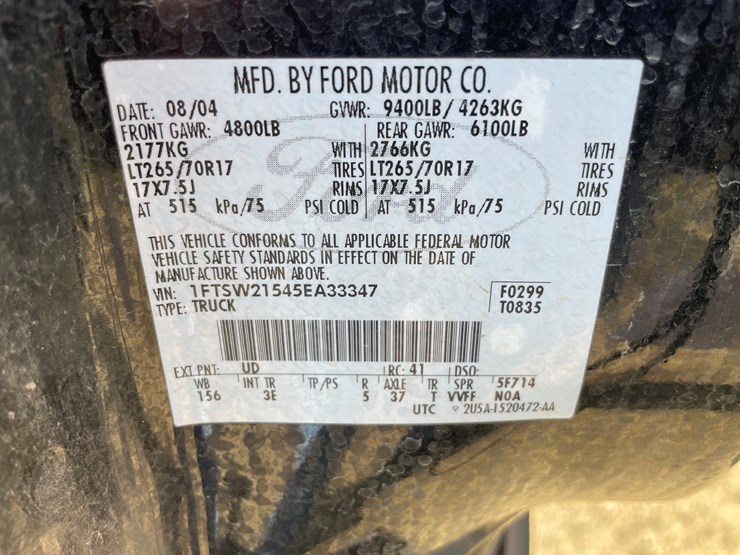 MFD. BY FORD MOTOR CO.
DATE: 08/04 GVWR: 9400LB / 4263KG
FRONT GAWR: 4800LB REAR GAWR: 6100LB
2177KG WITH 2766KG WITH
LT265/70R17 TIRES LT265/70R17 TIRES
17X7.5J RIMS 17X7.5J RIMS
AT 515 kPa/75 PSI COLD AT 515 kPa/75 PSI COLD
Ford
THIS VEHICLE CONFORMS TO ALL APPLICABLE FEDERAL MOTOR
VEHICLE SAFETY STANDARDS IN EFFECT ON THE DATE OF
MANUFACTURE SHOWN ABOVE.
VIN: 1FTSW21545EA33347 F0299
TYPE: TRUCK T0835
EXT PNT: UD RC: 41 DSO:
WB INT TR TP/PS R AXLE TR SPR 5F714
156 3E 5 37 T VVFF N0A
UTC ▿ 2U5A-1520472-AA